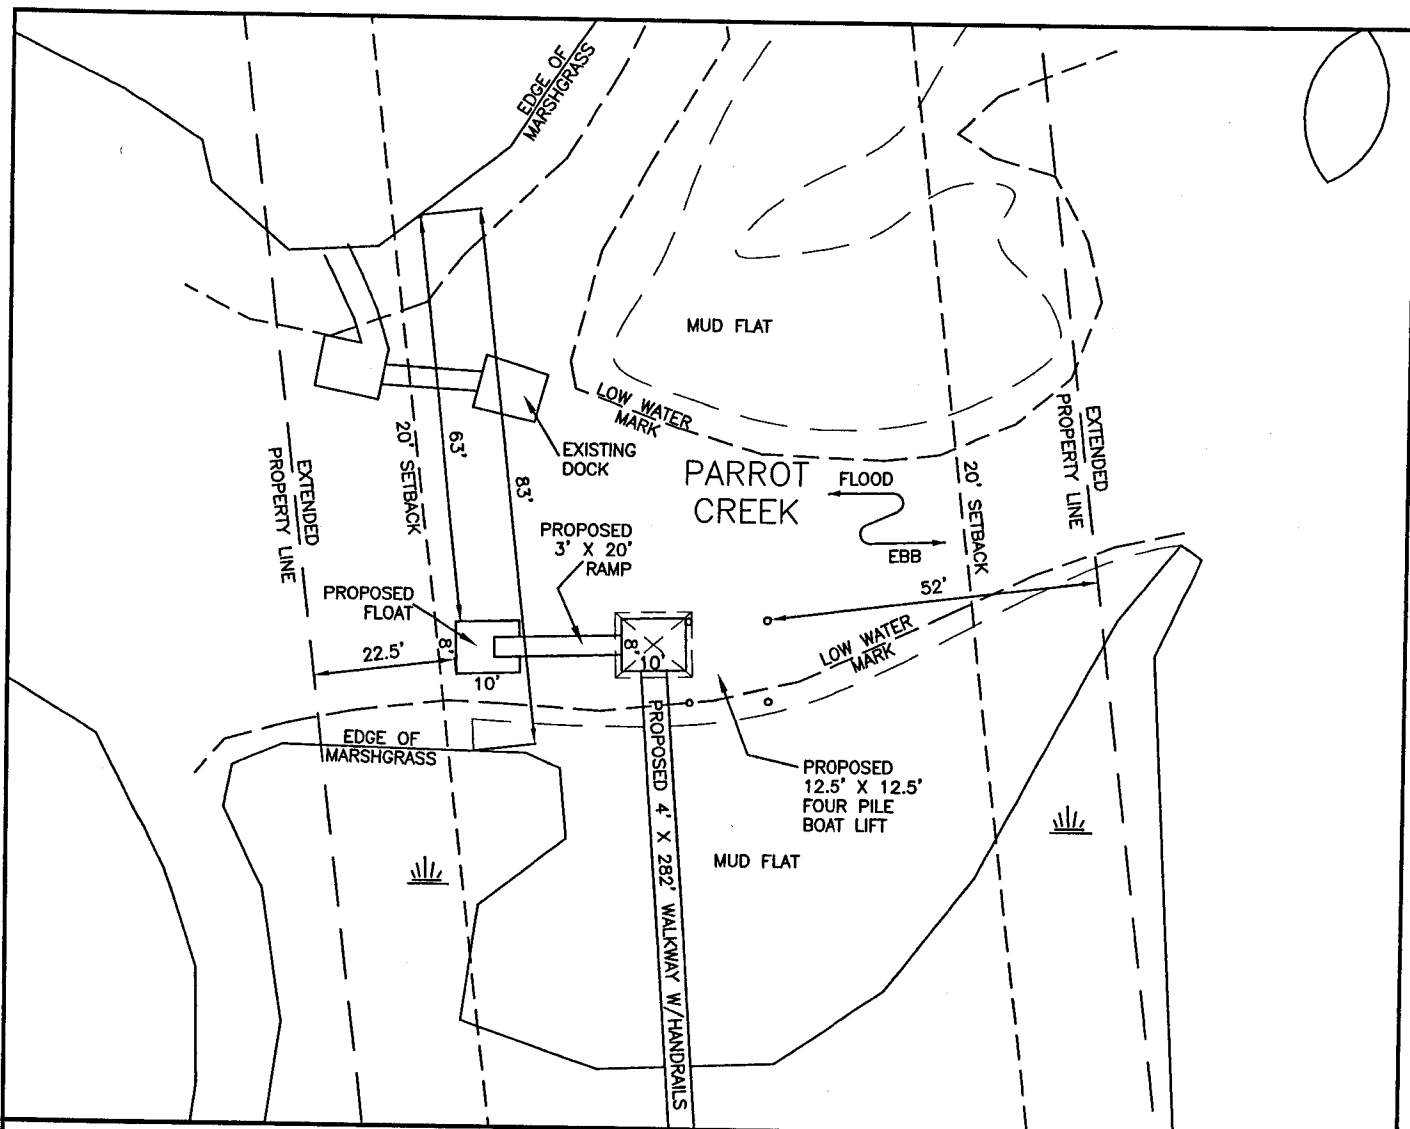 EDGE OF
MARSHGRASS
MUD FLAT
LOW WATER
MARK
EXISTING
DOCK
63'
83'
20' SETBACK
EXTENDED
PROPERTY LINE
PARROT
CREEK
FLOOD
EBB
20' SETBACK
EXTENDED
PROPERTY LINE
PROPOSED
3' X 20'
RAMP
PROPOSED
FLOAT
52'
22.5'
8'
10'
8'
10'
LOW WATER
MARK
EDGE OF
MARSHGRASS
PROPOSED 4' X 282' WALKWAY W/HANDRAILS
PROPOSED
12.5' X 12.5'
FOUR PILE
BOAT LIFT
MUD FLAT